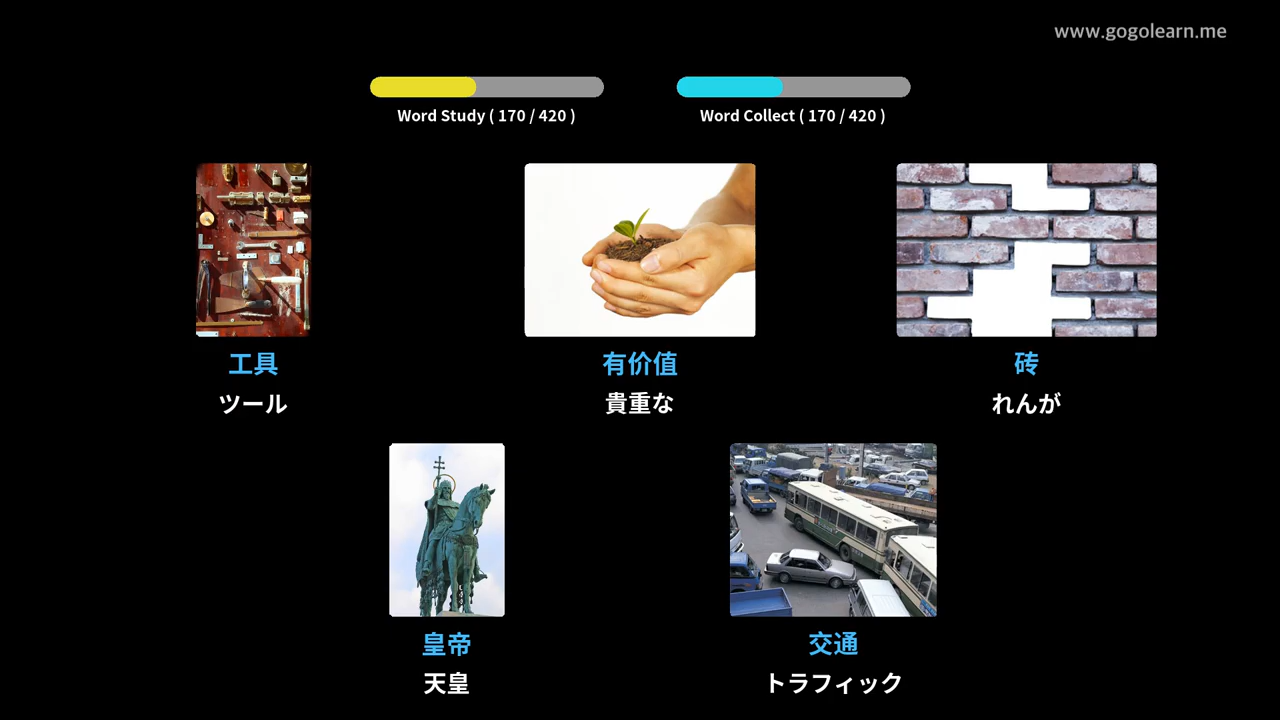 www.gogolearn.me
Word Study ( 170 / 420 )
Word Collect ( 170 / 420 )
工具
ツール
有价值
貴重な
砖
れんが
皇帝
天皇
交通
トラフィック